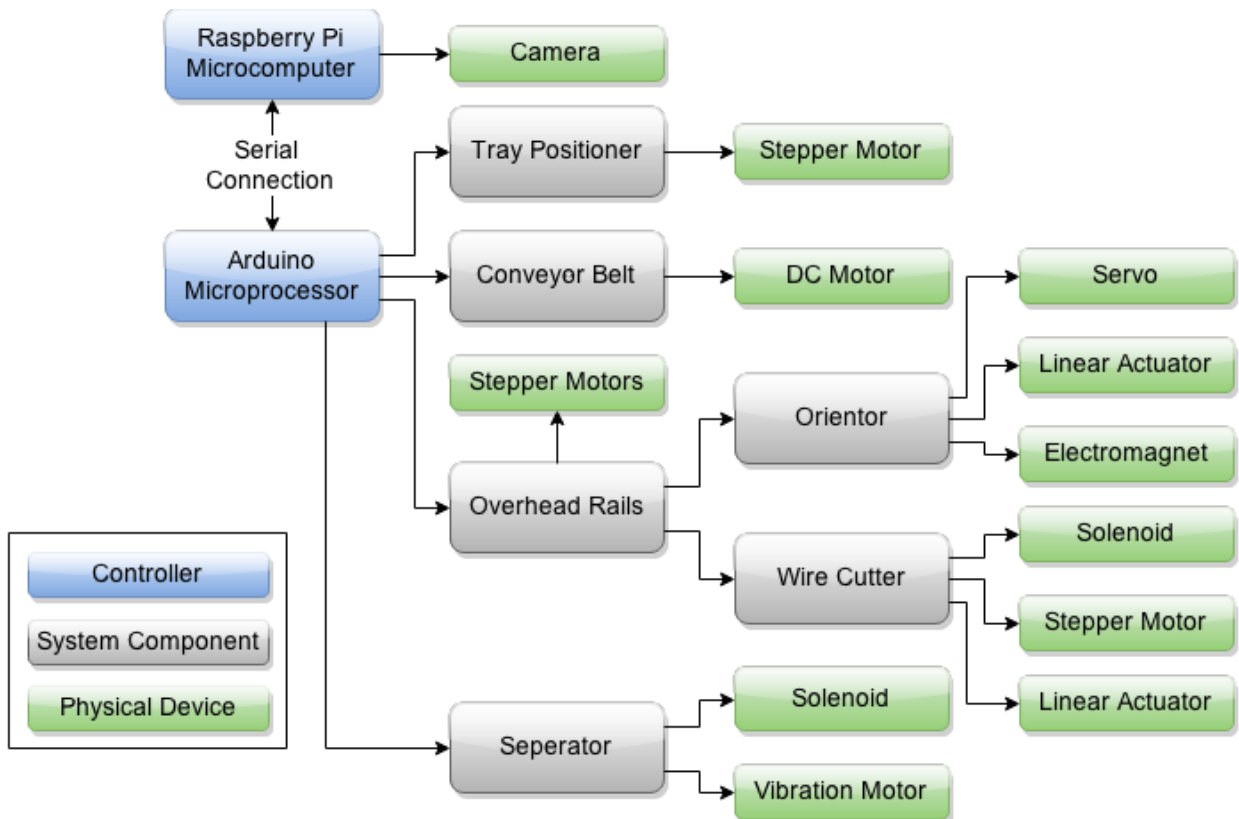 Raspberry Pi
Microcomputer
Camera
Serial
Connection
Tray Positioner
Stepper Motor
Arduino
Microprocessor
Conveyor Belt
DC Motor
Servo
Stepper Motors
Linear Actuator
Orientor
Electromagnet
Overhead Rails
Solenoid
Wire Cutter
Stepper Motor
Linear Actuator
Seperator
Solenoid
Vibration Motor
Controller
System Component
Physical Device